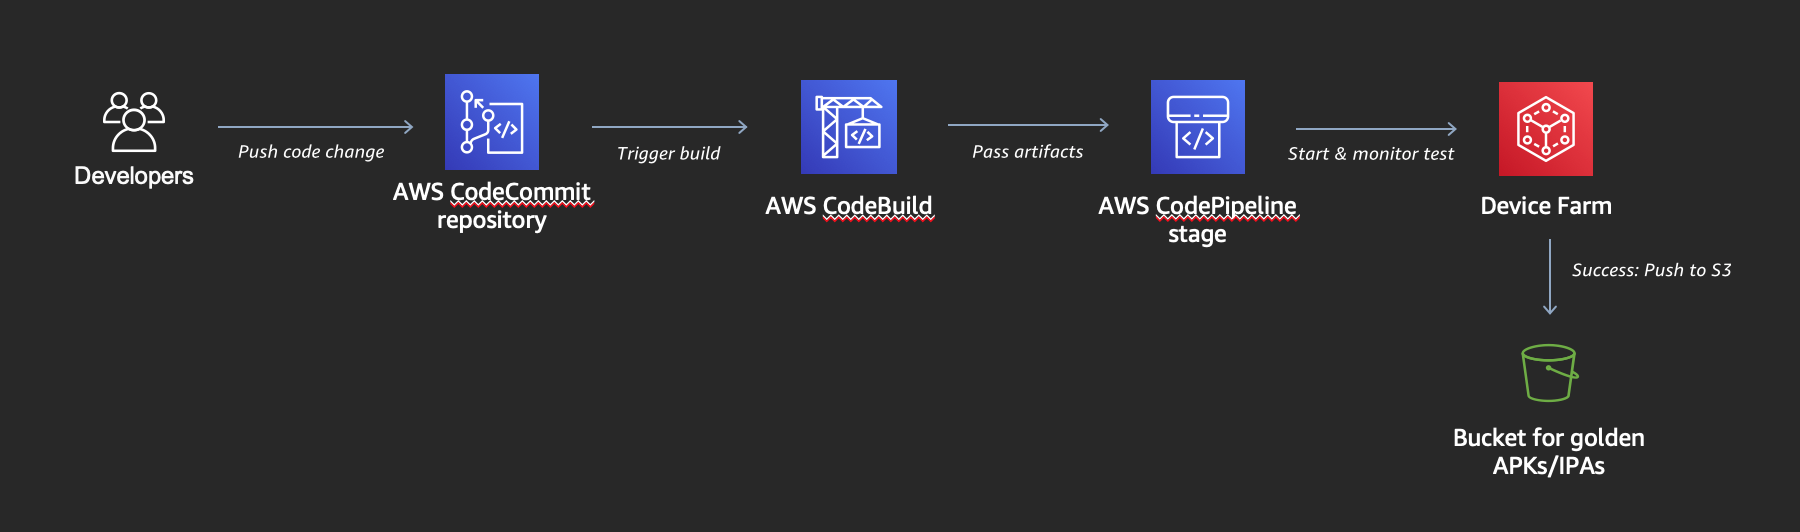 Developers
Push code change
AWS CodeCommit
repository
Trigger build
AWS CodeBuild
Pass artifacts
AWS CodePipeline
stage
Start & monitor test
Device Farm
Success: Push to S3
Bucket for golden
APKs/IPAs